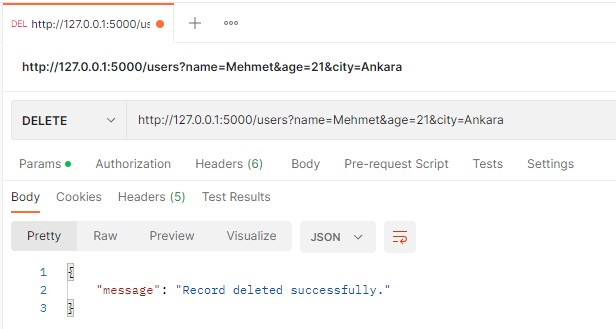 DEL http://127.0.0.1:5000/us
http://127.0.0.1:5000/users?name=Mehmet&age=21&city=Ankara
DELETE http://127.0.0.1:5000/users?name=Mehmet&age=21&city=Ankara
Params Authorization Headers (6) Body Pre-request Script Tests Settings
Body Cookies Headers (5) Test Results
Pretty Raw Preview Visualize JSON
1 {
2 "message": "Record deleted successfully."
3 }